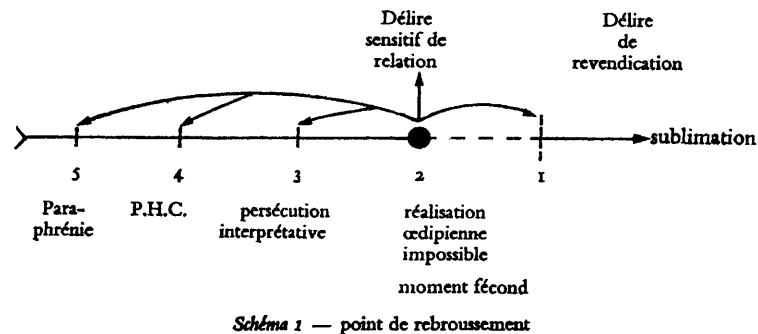 Délire
sensitif de
relation
Délire
de
revendication
sublimation
5
4
3
2
1
Para-
phrénie
P.H.C.
persécution
interprétative
réalisation
œdipienne
impossible
moment fécond
Schéma 1 — point de rebroussement